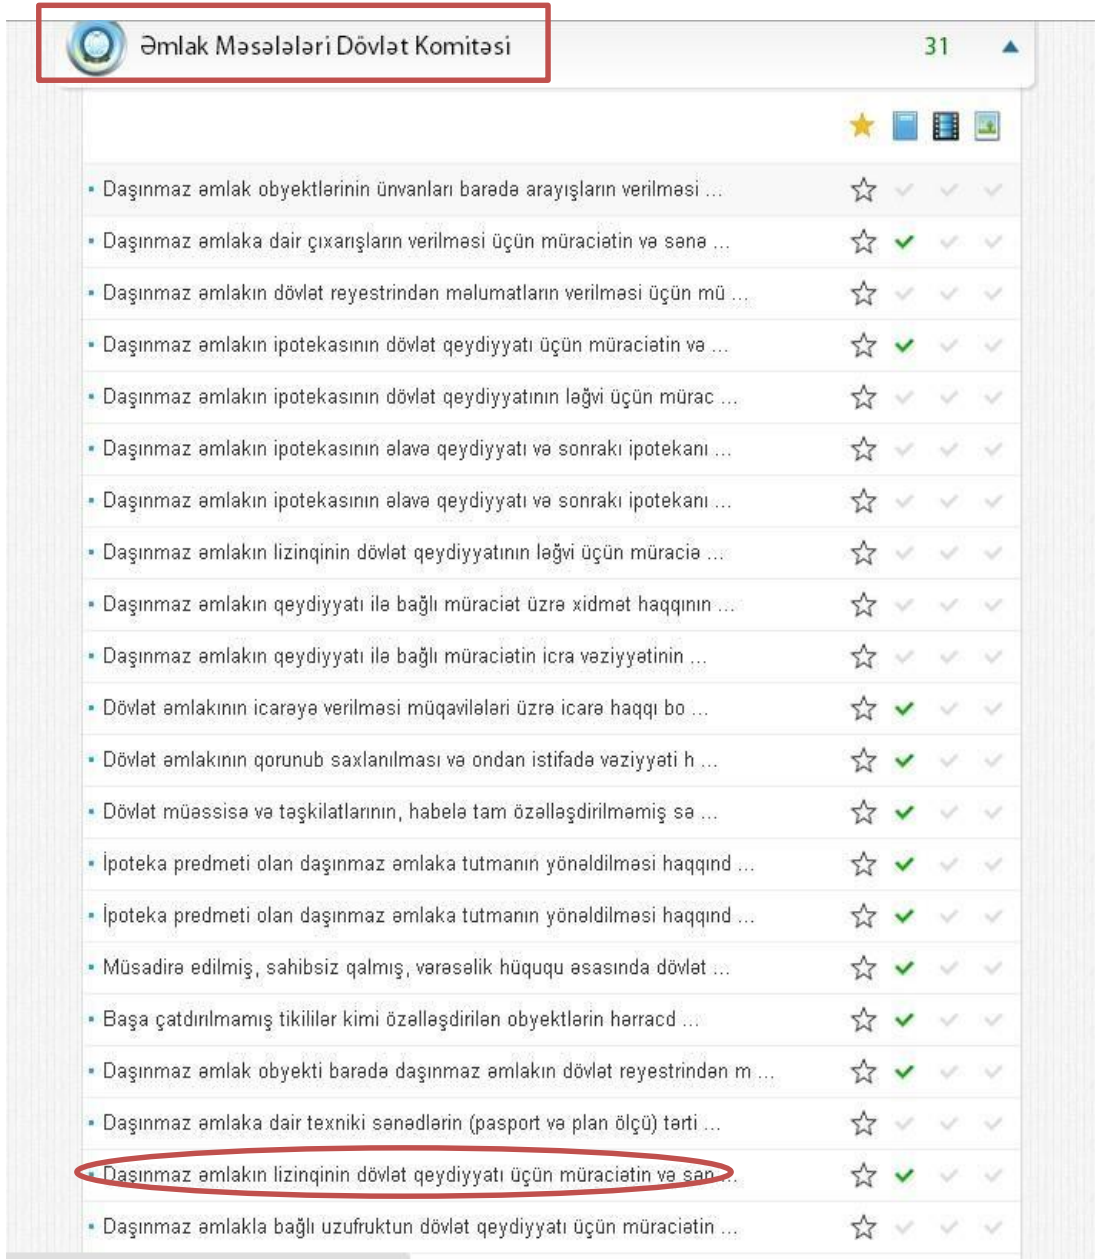 Əmlak Məsələləri Dövlət Komitəsi 31
Daşınmaz əmlak obyektlərinin ünvanları barədə arayışların verilməsi ...
Daşınmaz əmlaka dair çıxarışların verilməsi üçün müraciətin və sənə ...
Daşınmaz əmlakın dövlət reyestrindən məlumatların verilməsi üçün mü ...
Daşınmaz əmlakın ipotekasının dövlət qeydiyyatı üçün müraciətin və ...
Daşınmaz əmlakın ipotekasının dövlət qeydiyyatının ləğvi üçün mürac ...
Daşınmaz əmlakın ipotekasının əlavə qeydiyyatı və sonrakı ipotekanı ...
Daşınmaz əmlakın ipotekasının əlavə qeydiyyatı və sonrakı ipotekanı ...
Daşınmaz əmlakın lizinqinin dövlət qeydiyyatının ləğvi üçün müraciə ...
Daşınmaz əmlakın qeydiyyatı ilə bağlı müraciət üzrə xidmət haqqının ...
Daşınmaz əmlakın qeydiyyatı ilə bağlı müraciətin icra vəziyyətinin ...
Dövlət əmlakının icarəyə verilməsi müqavilələri üzrə icarə haqqı bo ...
Dövlət əmlakının qorunub saxlanılması və ondan istifadə vəziyyəti h ...
Dövlət müəssisə və təşkilatlarının, habelə tam özəlləşdirilməmiş sə ...
İpoteka predmeti olan daşınmaz əmlaka tutmanın yönəldilməsi haqqınd ...
İpoteka predmeti olan daşınmaz əmlaka tutmanın yönəldilməsi haqqınd ...
Müsadirə edilmiş, sahibsiz qalmış, vərəsəlik hüququ əsasında dövlət ...
Başa çatdırılmamış tikililər kimi özəlləşdirilən obyektlərin hərracd ...
Daşınmaz əmlak obyekti barədə daşınmaz əmlakın dövlət reyestrindən m ...
Daşınmaz əmlaka dair texniki sənədlərin (pasport və plan ölçü) tərti ...
Daşınmaz əmlakın lizinqinin dövlət qeydiyyatı üçün müraciətin və sən ...
Daşınmaz əmlakla bağlı uzufruktun dövlət qeydiyyatı üçün müraciətin ...